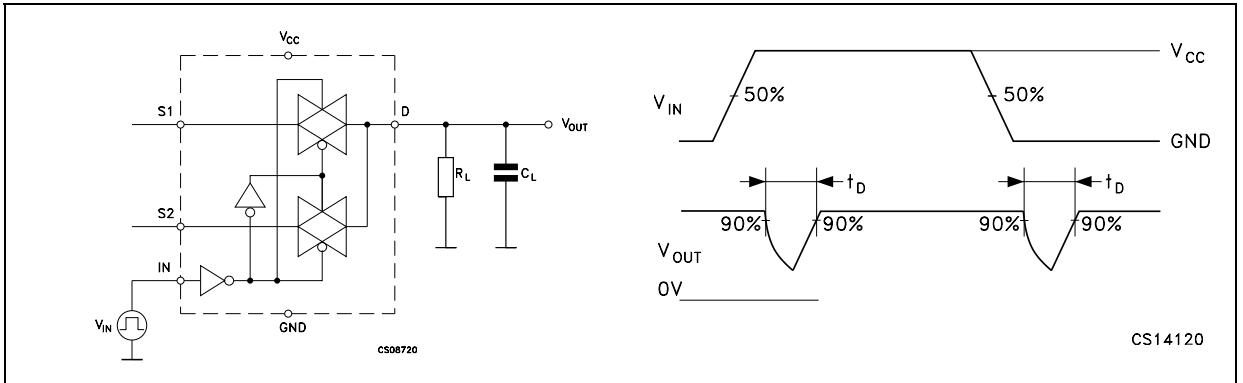 VCC
S1
D
VOUT
RL
CL
S2
IN
VIN
GND
CS08720
VCC
50%
50%
VIN
GND
tD
tD
90%
90%
90%
90%
VOUT
0V
CS14120